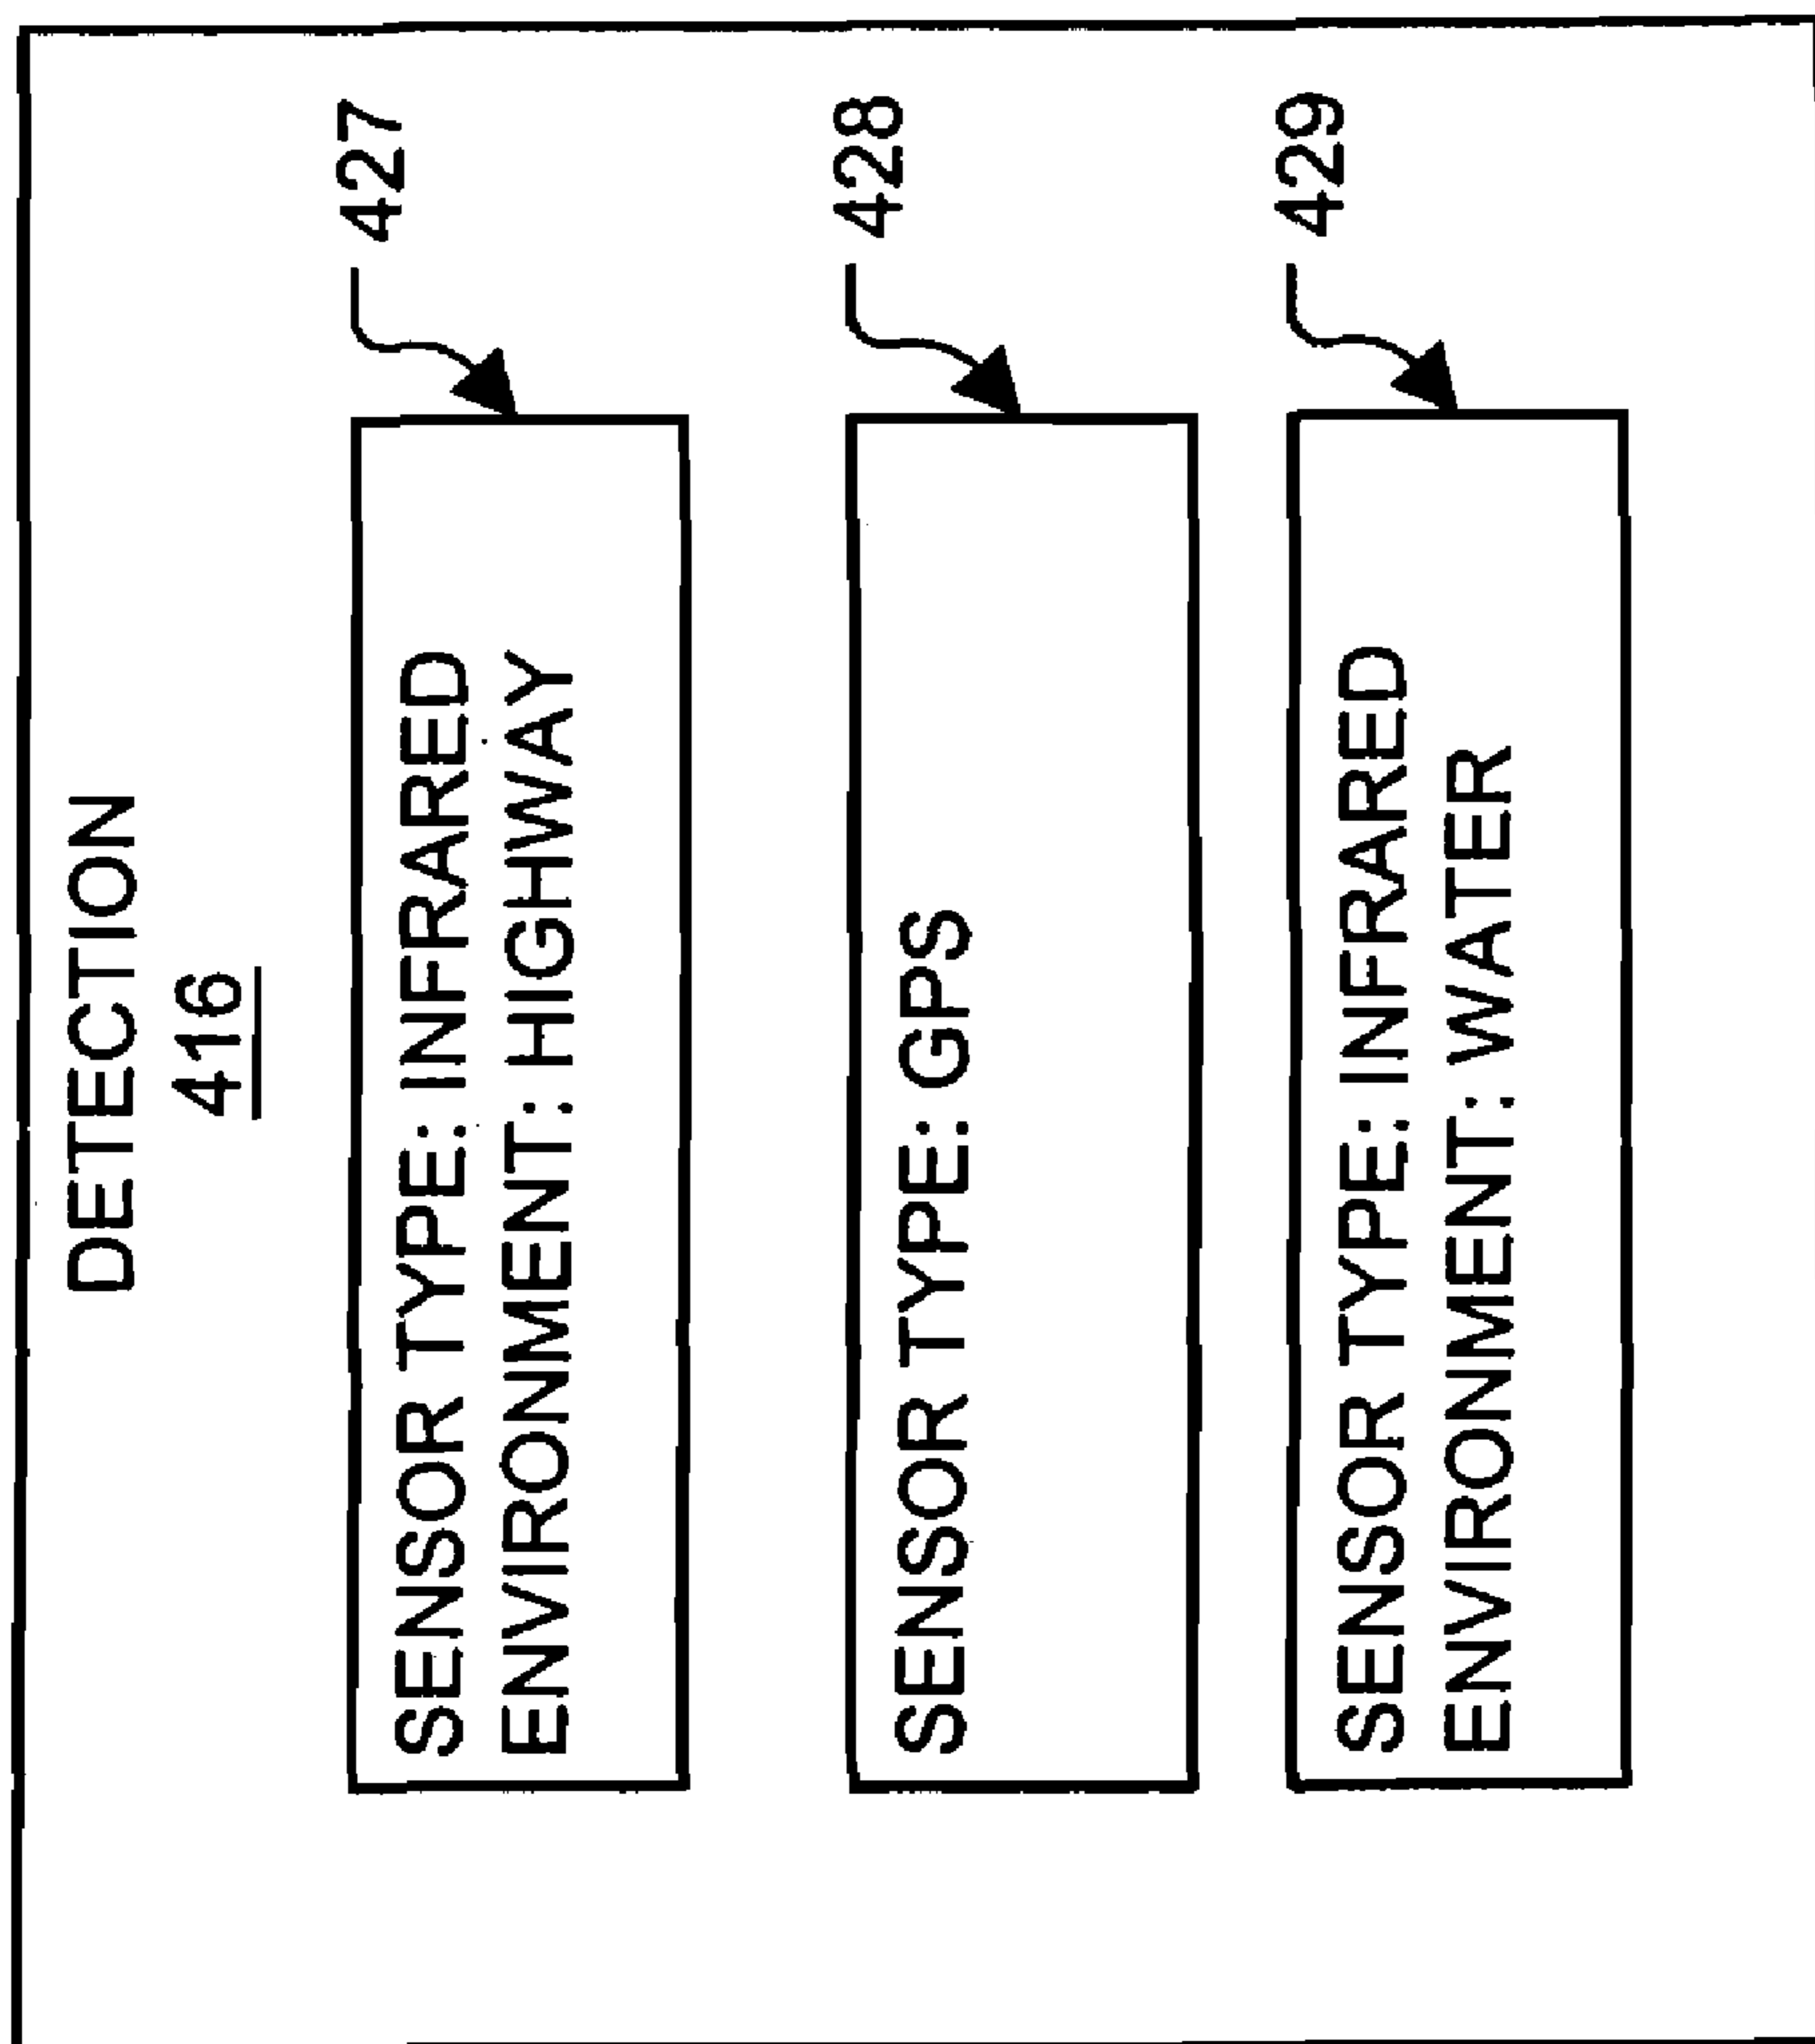 DETECTION
416
SENSOR TYPE: INFRARED
ENVIRONMENT: HIGHWAY
427
SENSOR TYPE: GPS
428
SENSOR TYPE: INFRARED
ENVIRONMENT: WATER
429